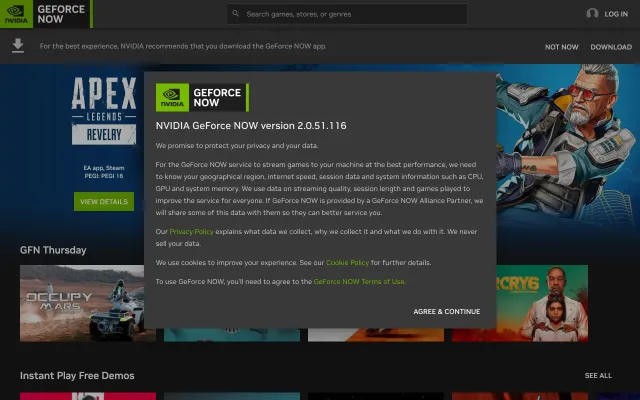 NVIDIA
GEFORCE
NOW
Search games, stores, or genres
LOG IN
For the best experience, NVIDIA recommends that you download the GeForce NOW app.
NOT NOW
DOWNLOAD
APEX
LEGENDS
REVELRY
EA app, Steam
PEGI: PEGI 16
VIEW DETAILS
NVIDIA
GEFORCE
NOW
NVIDIA GeForce NOW version 2.0.51.116
We promise to protect your privacy and your data.
For the GeForce NOW service to stream games to your machine at the best performance, we need
to know your geographical region, internet speed, session data and system information such as CPU,
GPU and system memory. We use data on streaming quality, session length and games played to
improve the service for everyone. If GeForce NOW is provided by a GeForce NOW Alliance Partner, we
will share some of this data with them so they can better service you.
Our Privacy Policy explains what data we collect, why we collect it and what we do with it. We never
sell your data.
We use cookies to improve your experience. See our Cookie Policy for further details.
To use GeForce NOW, you'll need to agree to the GeForce NOW Terms of Use.
AGREE & CONTINUE
GFN Thursday
OCCUPY
MARS
CRY6
Instant Play Free Demos
SEE ALL